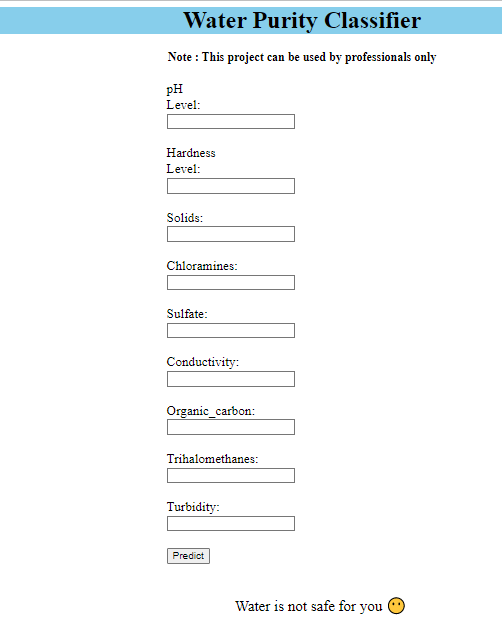 Water Purity Classifier
Note : This project can be used by professionals only
pH
Level:
Hardness
Level:
Solids:
Chloramines:
Sulfate:
Conductivity:
Organic_carbon:
Trihalomethanes:
Turbidity:
Predict
Water is not safe for you 😶